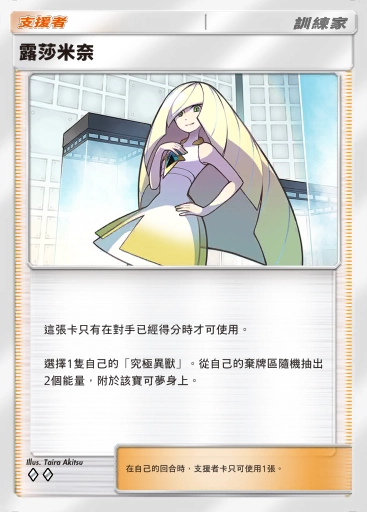 支援者
訓練家
露莎米奈
這張卡只有在對手已經得分時才可使用。
選擇1隻自己的「究極異獸」。從自己的棄牌區隨機抽出
2個能量，附於該寶可夢身上。
Illus. Taira Akitsu
在自己的回合時，支援者卡只可使用1張。